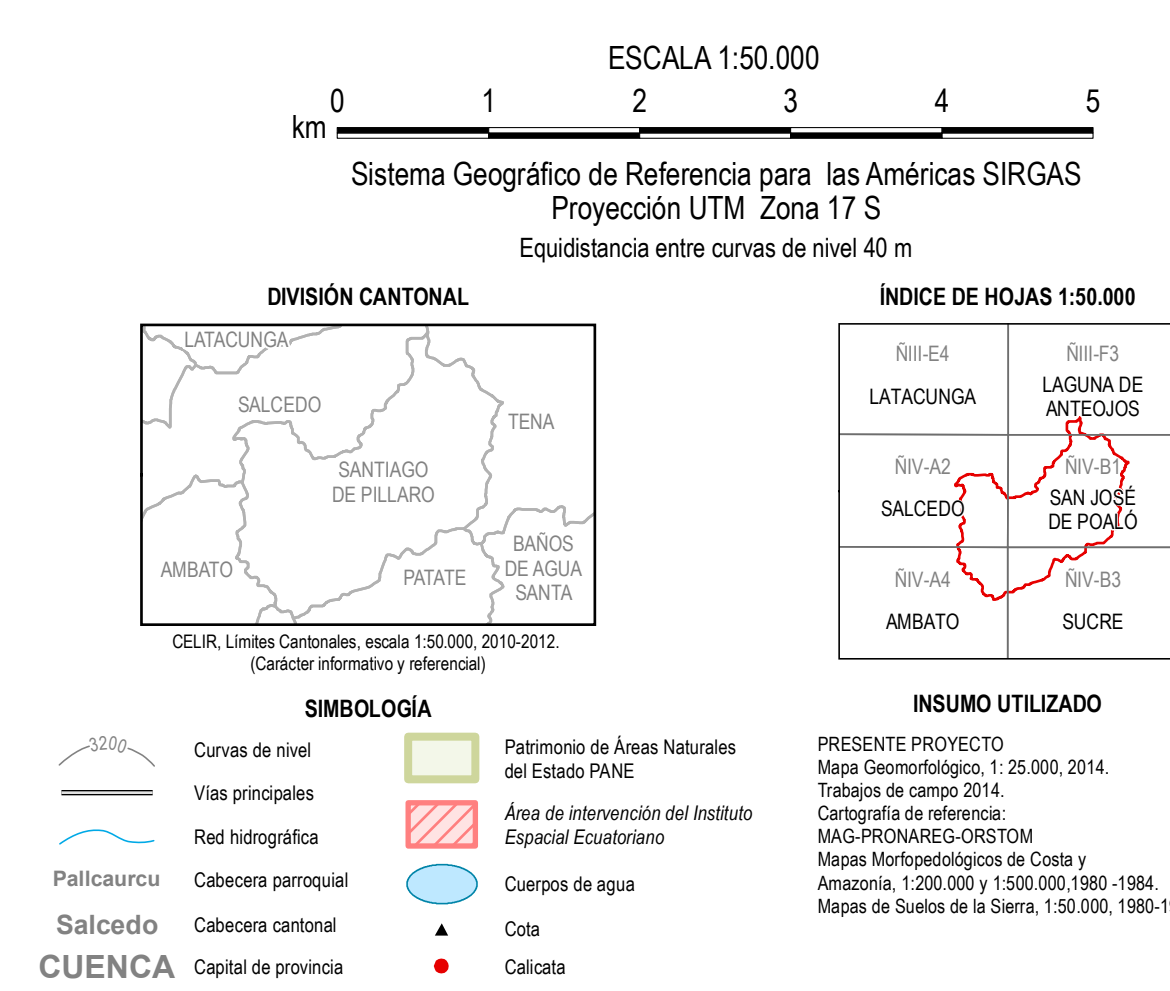 ESCALA 1:50.000
0 1 2 3 4 5
km
Sistema Geográfico de Referencia para las Américas SIRGAS
Proyección UTM Zona 17 S
Equidistancia entre curvas de nivel 40 m
DIVISIÓN CANTONAL
LATACUNGA
SALCEDO
TENA
SANTIAGO
DE PILLARO
AMBATO
PATATE
BAÑOS
DE AGUA
SANTA
CELIR, Límites Cantonales, escala 1:50.000, 2010-2012.
(Carácter informativo y referencial)
ÍNDICE DE HOJAS 1:50.000
ÑIII-E4
LATACUNGA
ÑIII-F3
LAGUNA DE
ANTEOJOS
ÑIV-A2
SALCEDO
ÑIV-B1
SAN JOSÉ
DE POALÓ
ÑIV-A4
AMBATO
ÑIV-B3
SUCRE
SIMBOLOGÍA
3200
Curvas de nivel
Vías principales
Red hidrográfica
Pallcaurcu
Cabecera parroquial
Salcedo
Cabecera cantonal
CUENCA
Capital de provincia
Patrimonio de Áreas Naturales
del Estado PANE
Área de intervención del Instituto
Espacial Ecuatoriano
Cuerpos de agua
Cota
Calicata
INSUMO UTILIZADO
PRESENTE PROYECTO
Mapa Geomorfológico, 1: 25.000, 2014.
Trabajos de campo 2014.
Cartografía de referencia:
MAG-PRONAREG-ORSTOM
Mapas Morfopedológicos de Costa y
Amazonía, 1:200.000 y 1:500.000,1980 -1984.
Mapas de Suelos de la Sierra, 1:50.000,